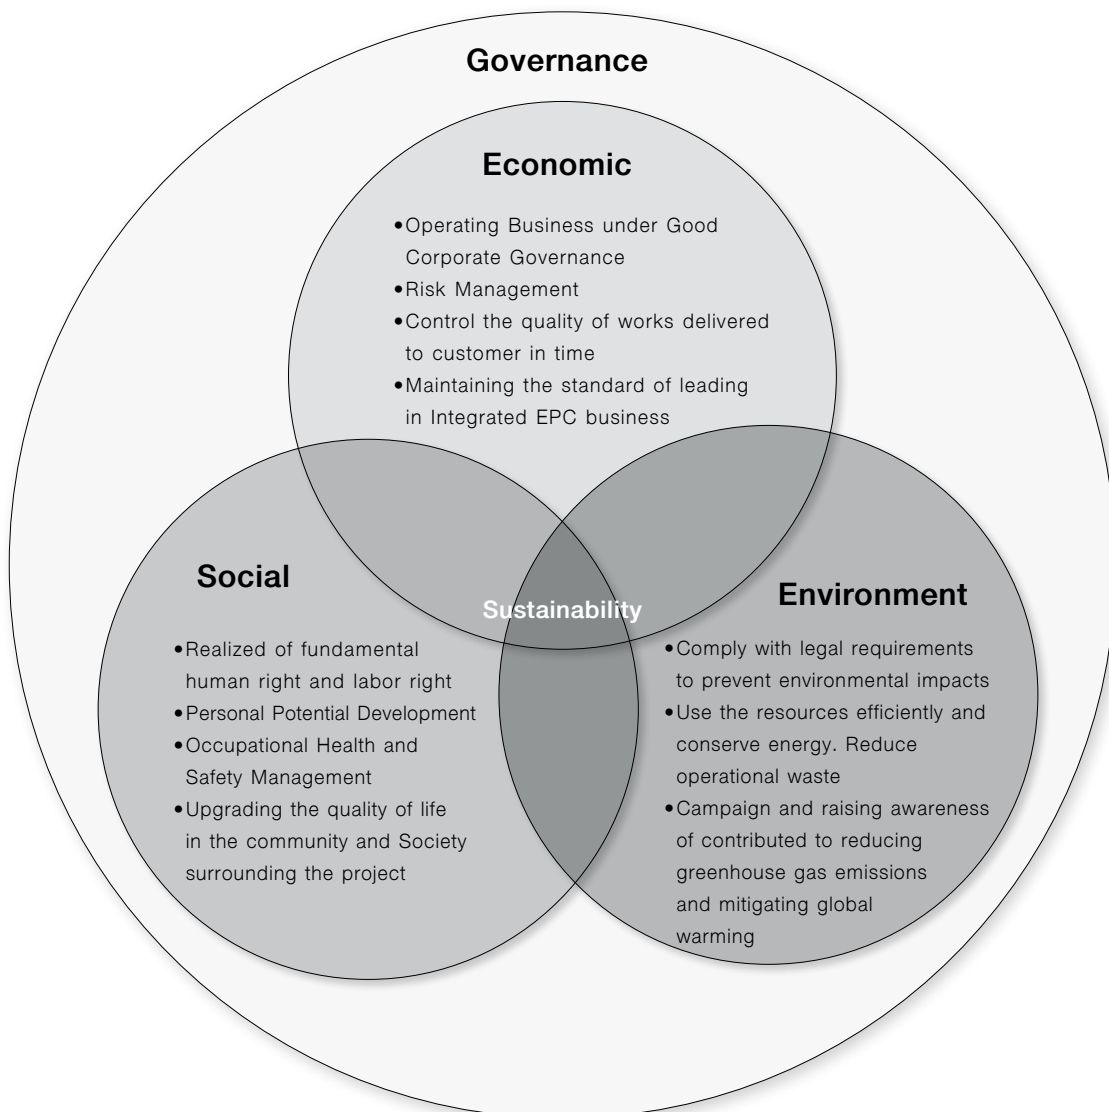 Governance
Economic
•Operating Business under Good
Corporate Governance
•Risk Management
•Control the quality of works delivered
to customer in time
•Maintaining the standard of leading
in Integrated EPC business
Social
•Realized of fundamental
human right and labor right
•Personal Potential Development
•Occupational Health and
Safety Management
•Upgrading the quality of life
in the community and Society
surrounding the project
Sustainability
Environment
•Comply with legal requirements
to prevent environmental impacts
•Use the resources efficiently and
conserve energy. Reduce
operational waste
•Campaign and raising awareness
of contributed to reducing
greenhouse gas emissions
and mitigating global
warming